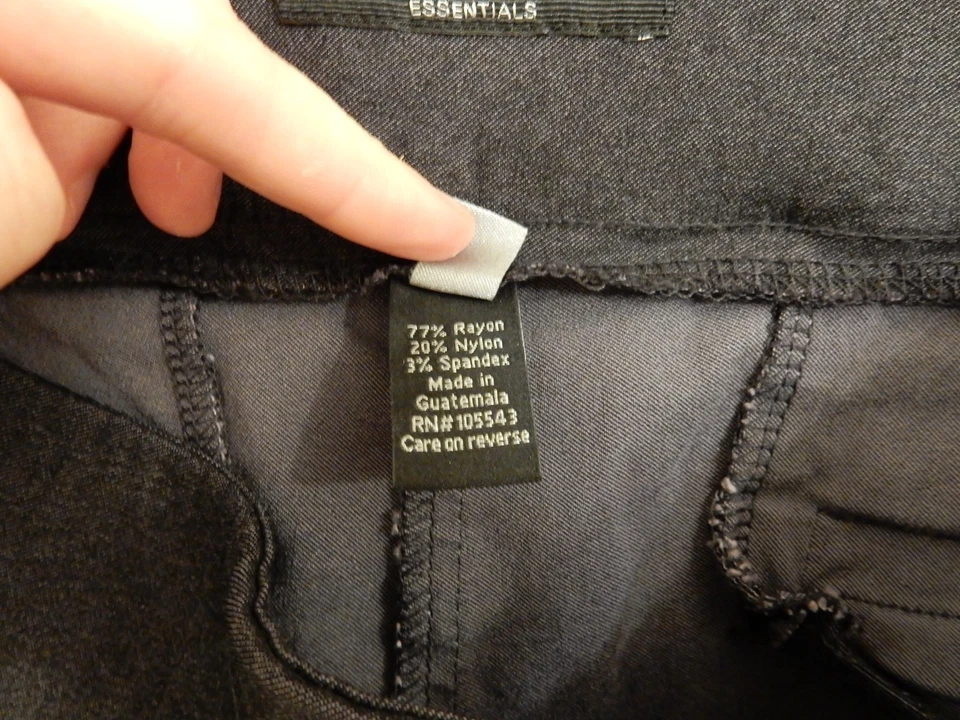 ESSENTIALS
77% Rayon
20% Nylon
3% Spandex
Made in
Guatemala
RN# 105543
Care on reverse